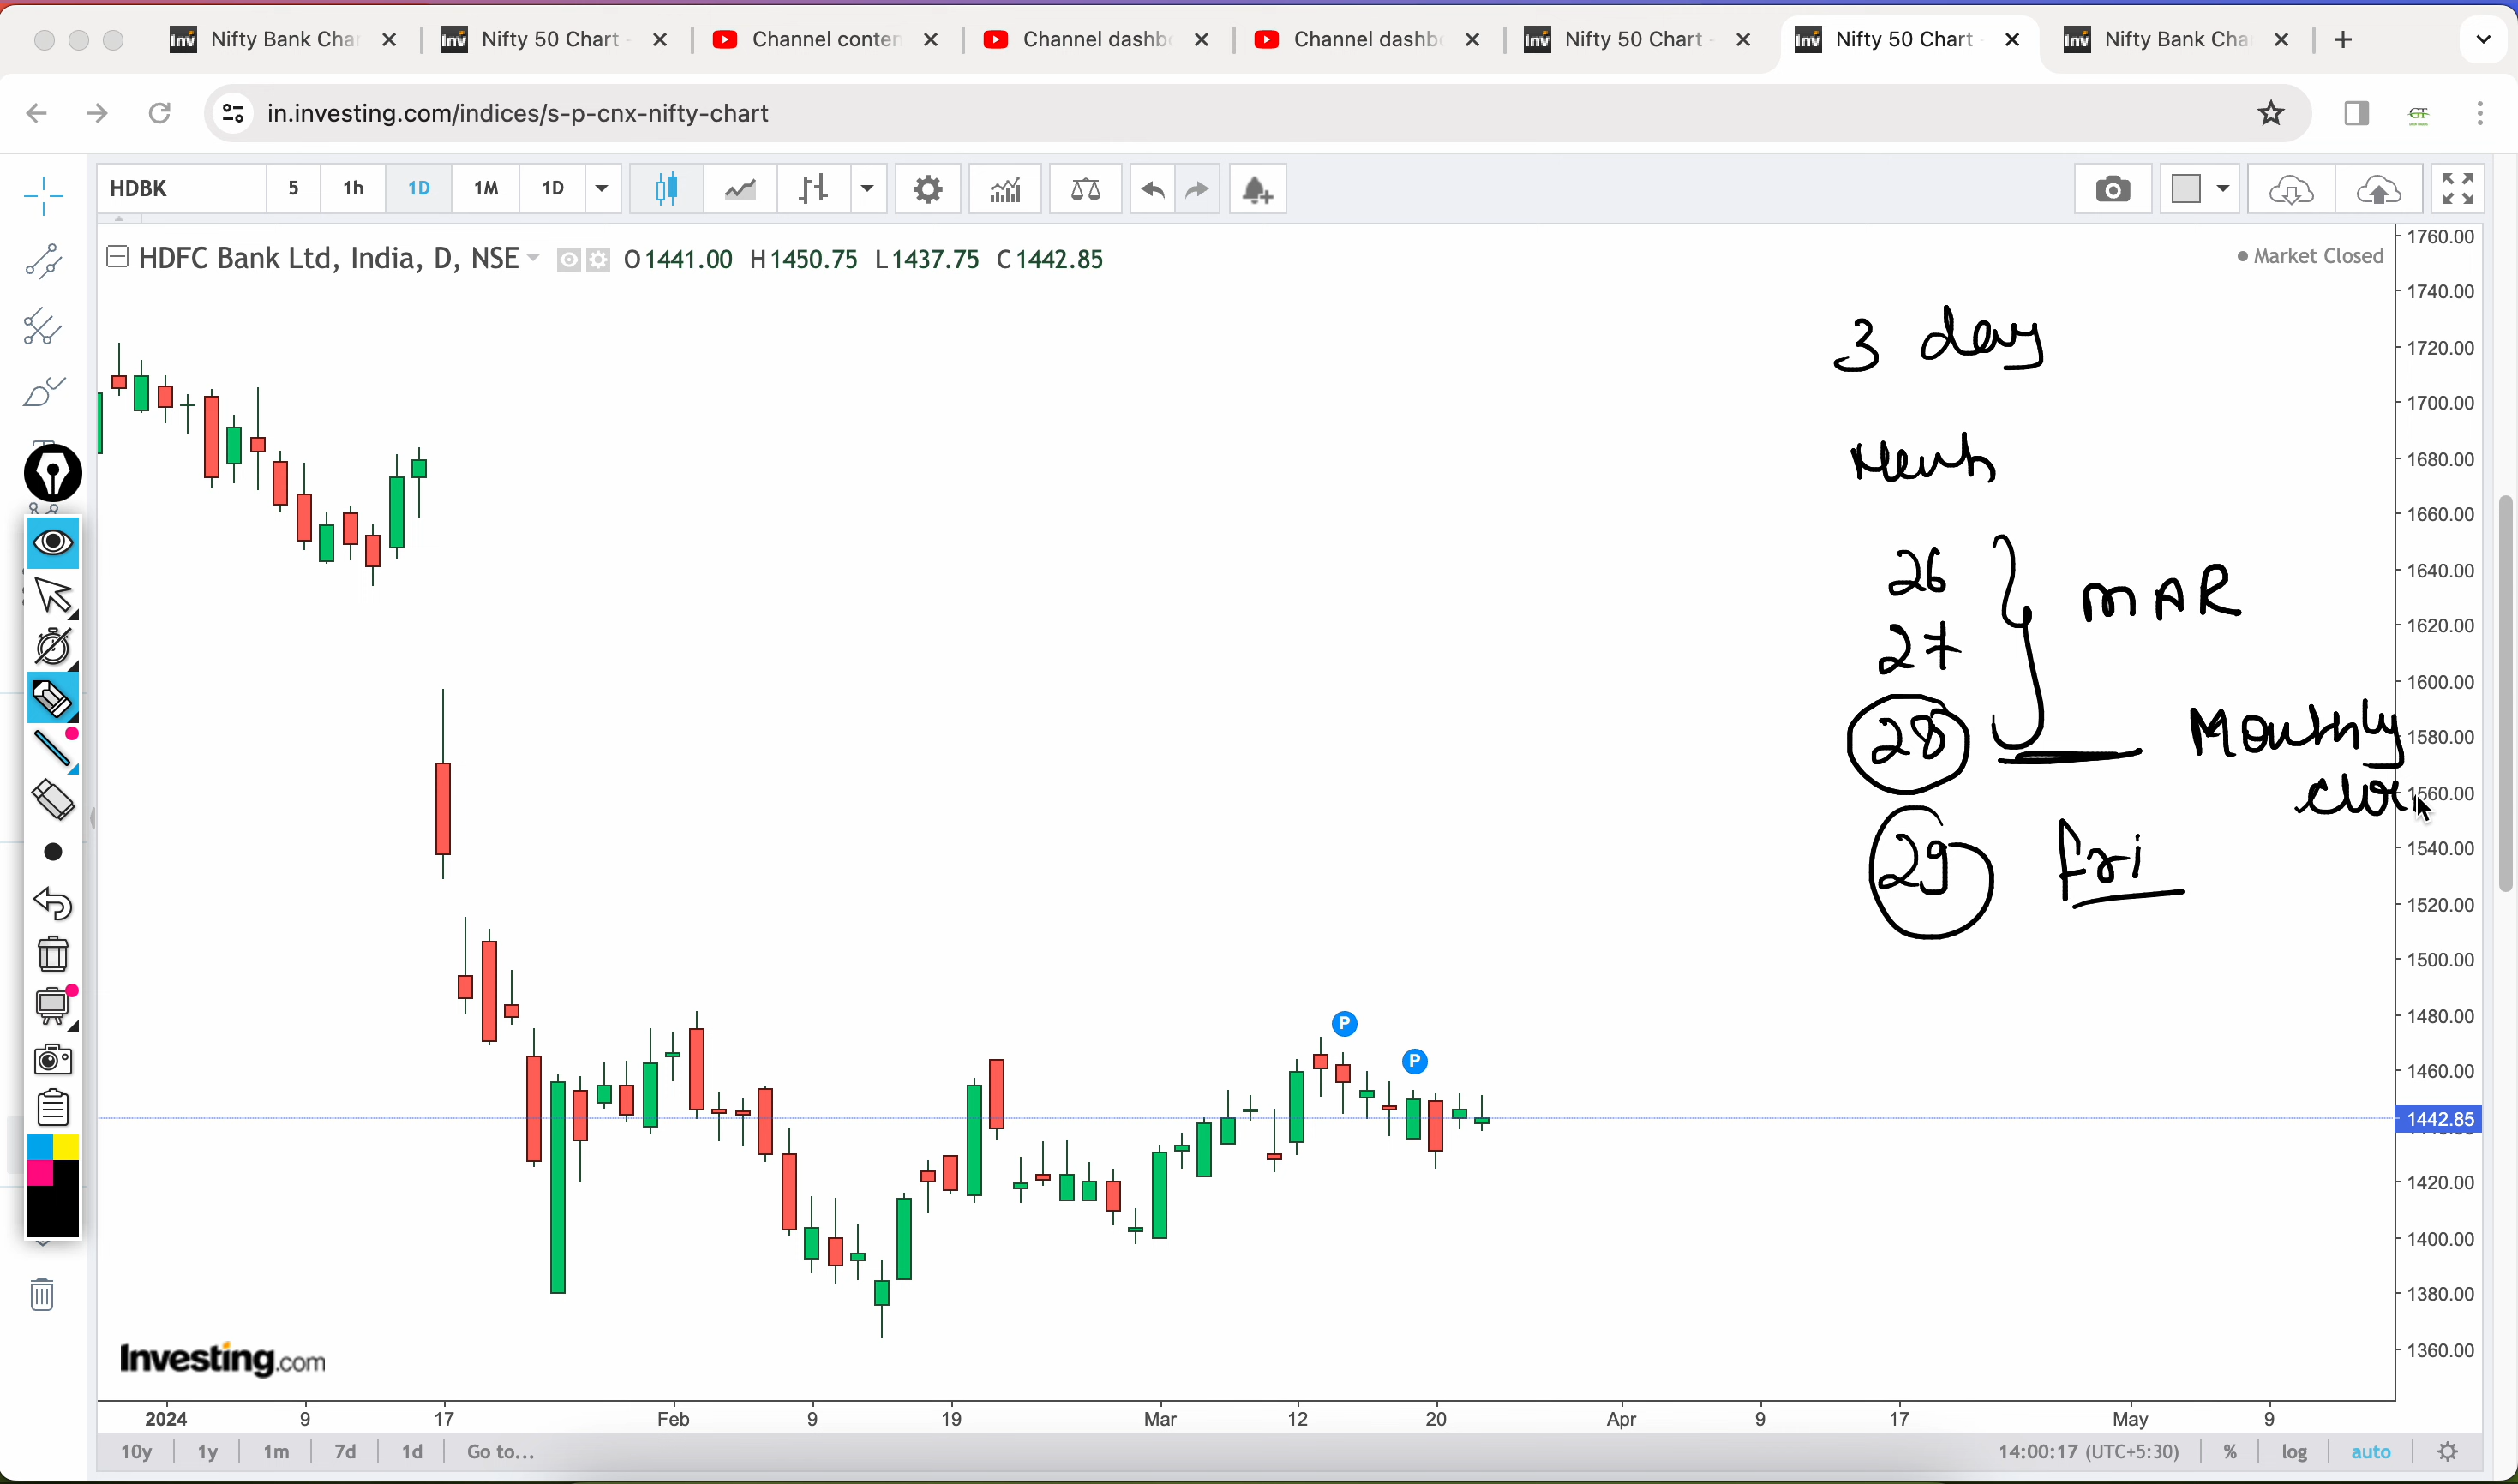 Nifty Bank Cha
Nifty 50 Chart -
Channel conten
Channel dashb
Channel dashb
Nifty 50 Chart -
Nifty 50 Chart -
Nifty Bank Cha
in.investing.com/indices/s-p-cnx-nifty-chart
GT
HDBK 5 1h 1D 1M 1D
HDFC Bank Ltd, India, D, NSE O1441.00 H1450.75 L1437.75 C1442.85
Market Closed
3 day
26
27
28
29
MAR
Monthly
Fri
P
P
1760.00
1740.00
1720.00
1700.00
1680.00
1660.00
1640.00
1620.00
1600.00
1580.00
1560.00
1540.00
1520.00
1500.00
1480.00
1460.00
1442.85
1420.00
1400.00
1380.00
1360.00
Investing.com
2024 9 17 Feb 9 19 Mar 12 20 Apr 9 17 May 9
10y 1y 1m 7d 1d Go to... 14:00:17 (UTC+5:30) % log auto